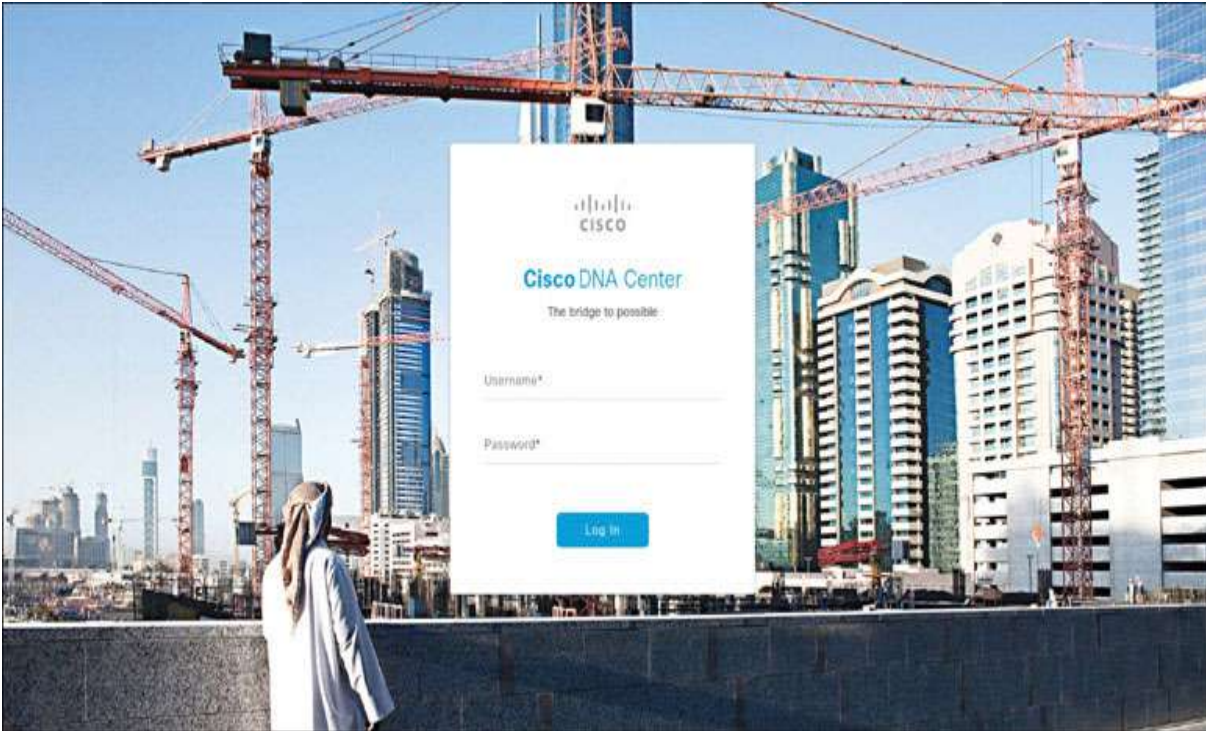 CISCO
Cisco DNA Center
The bridge to possible
Username*
Password*
Log In